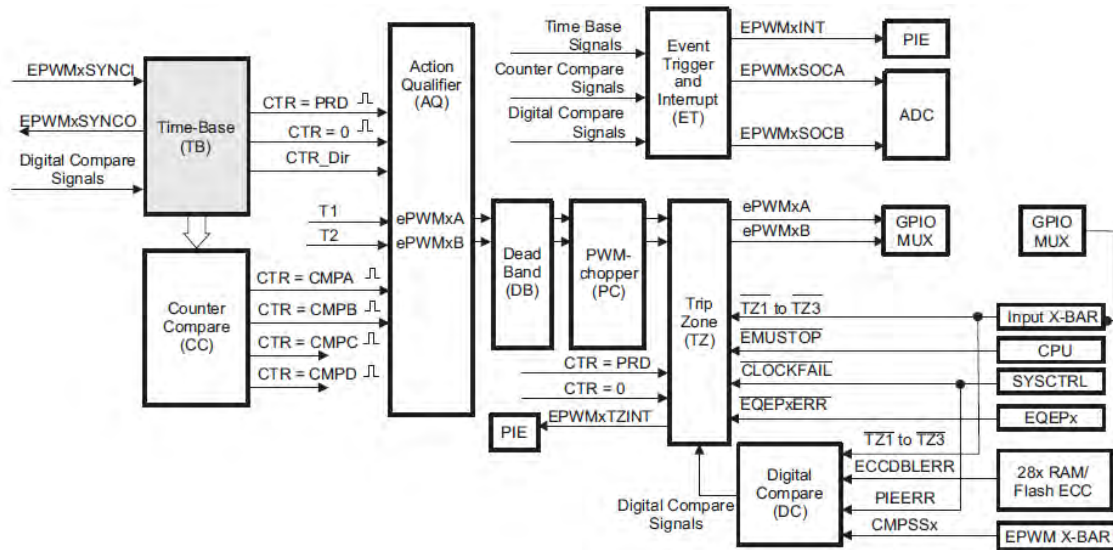 EPWMxSYNCI
EPWMxSYNCO
Digital Compare
Signals
Time-Base
(TB)
CTR = PRD
CTR = 0
CTR_Dir
T1
T2
Counter
Compare
(CC)
CTR = CMPA
CTR = CMPB
CTR = CMPC
CTR = CMPD
Action
Qualifier
(AQ)
ePWMxA
ePWMxB
Dead
Band
(DB)
PWM-
chopper
(PC)
Time Base
Signals
Counter Compare
Signals
Digital Compare
Signals
Event
Trigger
and
Interrupt
(ET)
EPWMxINT
EPWMxSOCA
EPWMxSOCB
PIE
ADC
Trip
Zone
(TZ)
CTR = PRD
CTR = 0
EPWMxTZINT
PIE
ePWMxA
ePWMxB
GPIO
MUX
GPIO
MUX
TZ1 to TZ3
EMUSTOP
CLOCKFAIL
EQEPxERR
Input X-BAR
CPU
SYSCTRL
EQEPx
Digital Compare
Signals
Digital
Compare
(DC)
TZ1 to TZ3
ECCDBLERR
PIEERR
CMPSSx
28x RAM/
Flash ECC
EPWM X-BAR